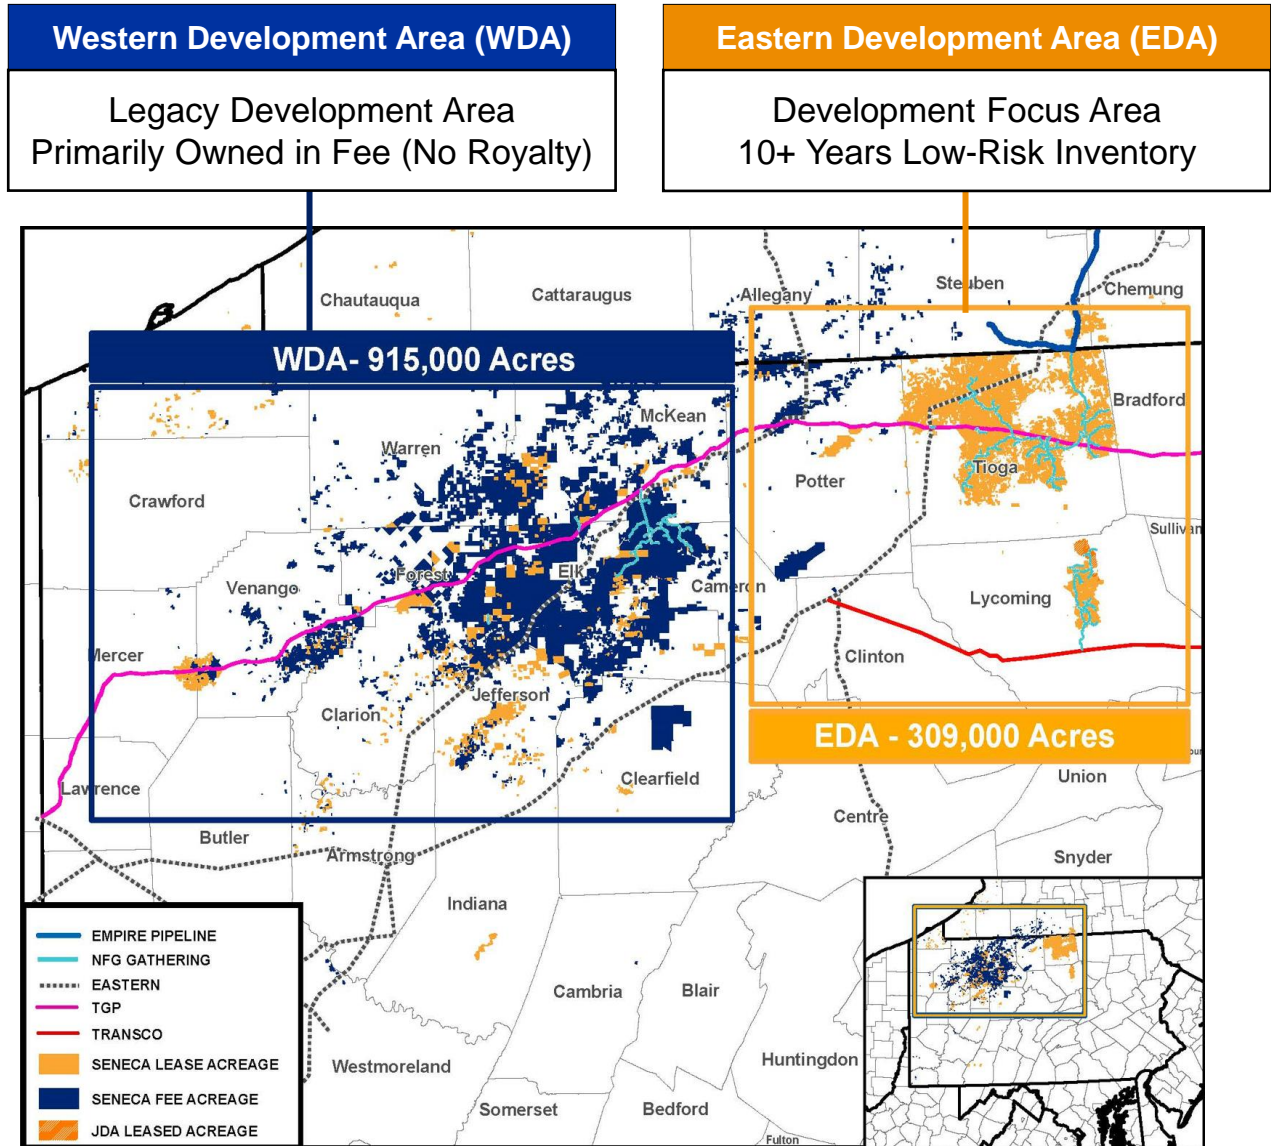 Western Development Area (WDA)
Legacy Development Area
Primarily Owned in Fee (No Royalty)
Eastern Development Area (EDA)
Development Focus Area
10+ Years Low-Risk Inventory
Chautauqua
Cattaraugus
Allegany
Steuben
Chemung
WDA- 915,000 Acres
McKean
Warren
Bradford
Crawford
Tioga
Potter
Sullivan
Forest
Elk
Venango
Cameron
Lycoming
Mercer
Clinton
Jefferson
Clarion
EDA - 309,000 Acres
Clearfield
Union
Lawrence
Centre
Butler
Armstrong
Snyder
Indiana
Cambria
Blair
Huntingdon
Westmoreland
Somerset
Bedford
Fulton
EMPIRE PIPELINE
NFG GATHERING
EASTERN
TGP
TRANSCO
SENECA LEASE ACREAGE
SENECA FEE ACREAGE
JDA LEASED ACREAGE